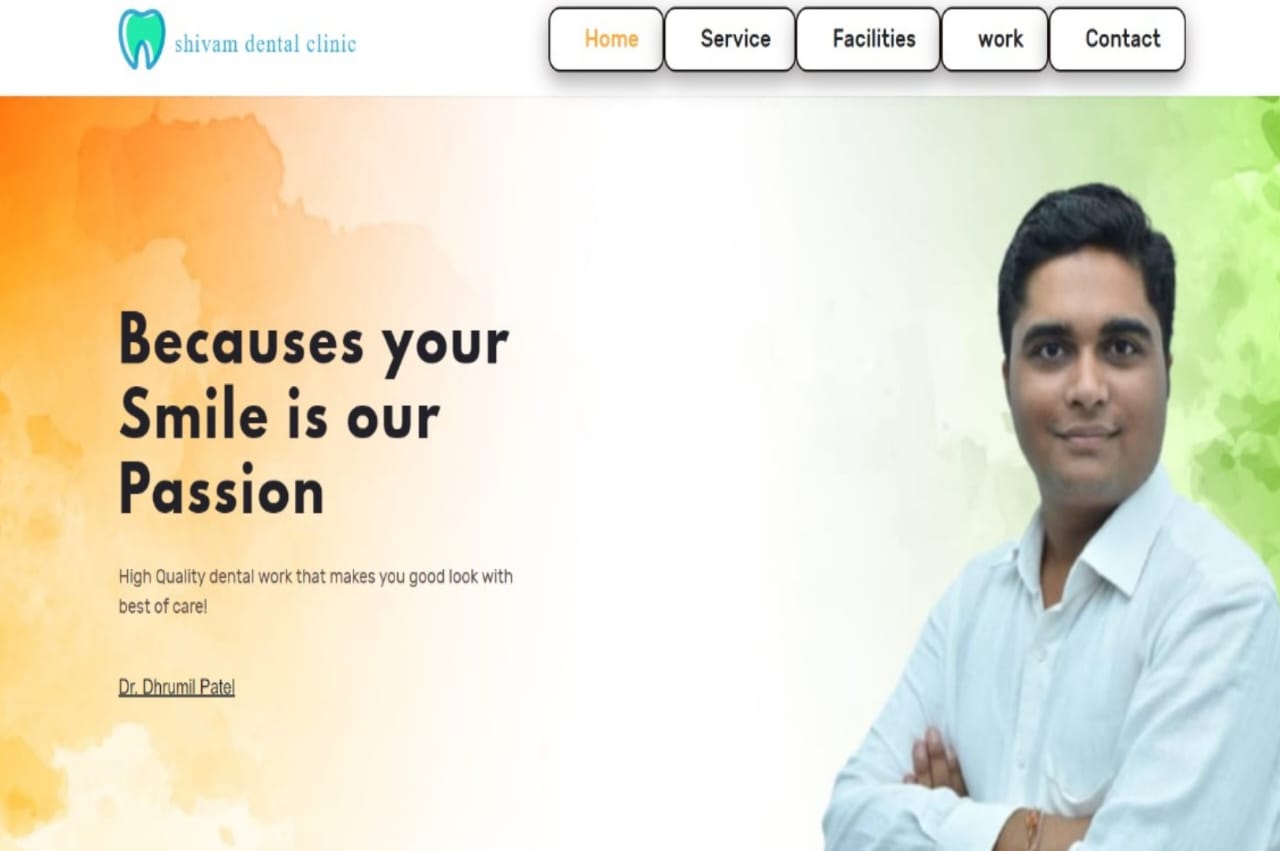 shivam dental clinic
Home Service Facilities work Contact
Becauses your
Smile is our
Passion
High Quality dental work that makes you good look with
best of care!
Dr. Dhrumil Patel